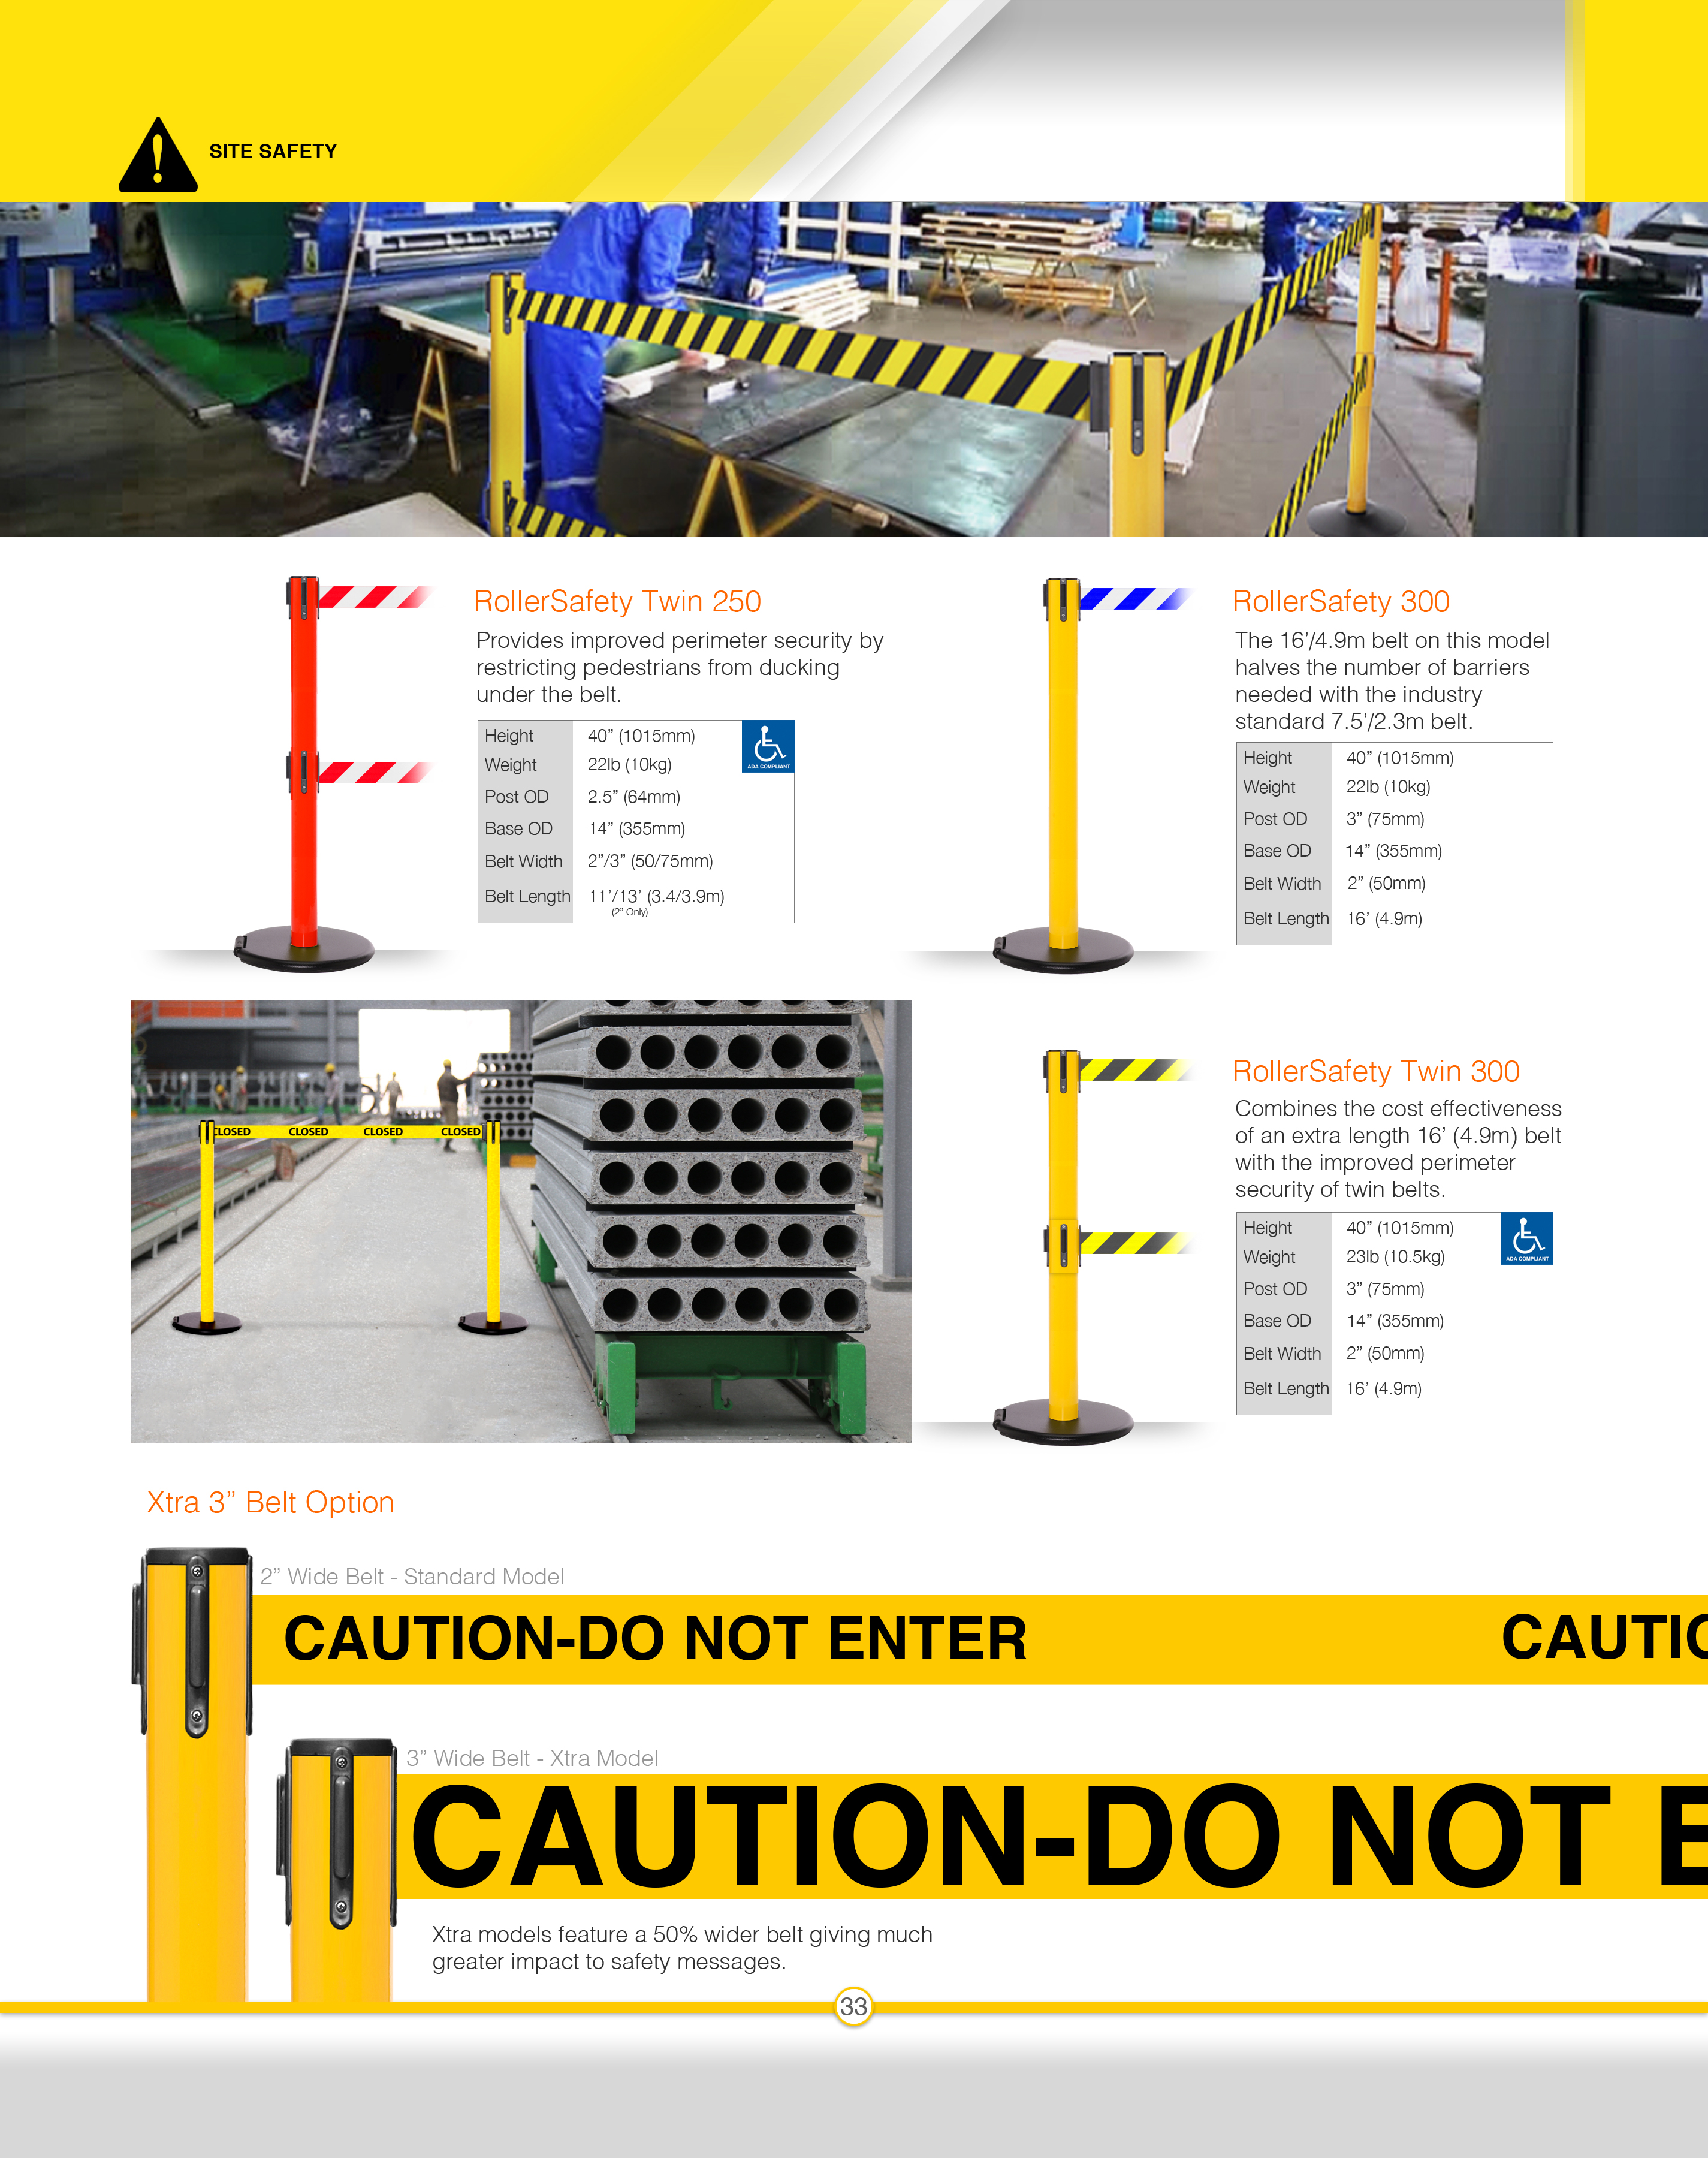 SITE SAFETY
RollerSafety Twin 250
Provides improved perimeter security by
restricting pedestrians from ducking
under the belt.
Height 40” (1015mm)
Weight 22lb (10kg)
Post OD 2.5” (64mm)
Base OD 14” (355mm)
Belt Width 2”/3” (50/75mm)
Belt Length 11’/13’ (3.4/3.9m)
(2” Only)
ADA COMPLIANT
RollerSafety 300
The 16’/4.9m belt on this model
halves the number of barriers
needed with the industry
standard 7.5’/2.3m belt.
Height 40” (1015mm)
Weight 22lb (10kg)
Post OD 3” (75mm)
Base OD 14” (355mm)
Belt Width 2” (50mm)
Belt Length 16’ (4.9m)
CLOSED CLOSED CLOSED CLOSED
RollerSafety Twin 300
Combines the cost effectiveness
of an extra length 16’ (4.9m) belt
with the improved perimeter
security of twin belts.
Height 40” (1015mm)
Weight 23lb (10.5kg)
Post OD 3” (75mm)
Base OD 14” (355mm)
Belt Width 2” (50mm)
Belt Length 16’ (4.9m)
ADA COMPLIANT
Xtra 3” Belt Option
2” Wide Belt - Standard Model
CAUTION-DO NOT ENTER CAUTIO
3” Wide Belt - Xtra Model
CAUTION-DO NOT E
Xtra models feature a 50% wider belt giving much
greater impact to safety messages.
33